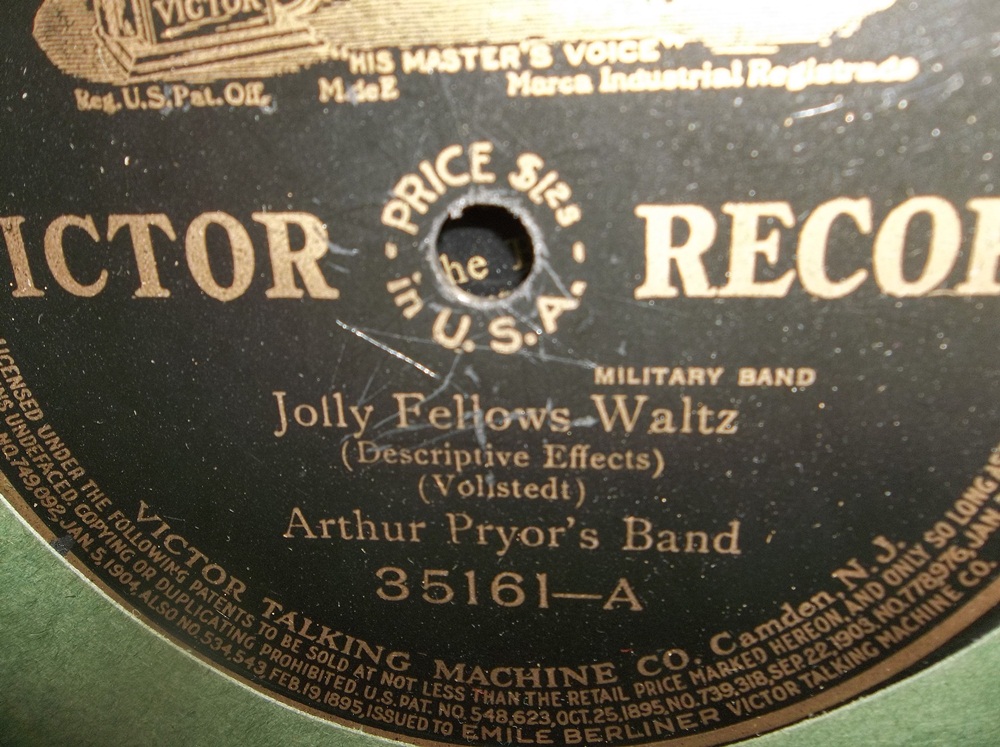 VICTOR
"HIS MASTER'S VOICE"
Reg. U.S. Pat. Off. M. de E Marca Industrial Registrada
ICTOR RECOR
PRICE $1.25
in U.S.A.
he
MILITARY BAND
Jolly Fellows Waltz
(Descriptive Effects)
(Vollstedt)
Arthur Pryor's Band
35161—A
VICTOR TALKING MACHINE CO. Camden, N. J.
LICENSED UNDER THE FOLLOWING PATENTS TO BE SOLD AT NOT LESS THAN THE RETAIL PRICE MARKED HEREON, AND ONLY SO LONG AS
NS UNDEFACED COPYING OR DUPLICATING PROHIBITED. U.S. PAT. NO. 548,623, OCT. 25, 1895, NO. 739,318, SEP. 22, 1903, NO. 778,976, JAN
NO. 749,092, JAN. 5, 1904, ALSO NO. 534,543, FEB. 19, 1895, ISSUED TO EMILE BERLINER VICTOR TALKING MACHINE CO.